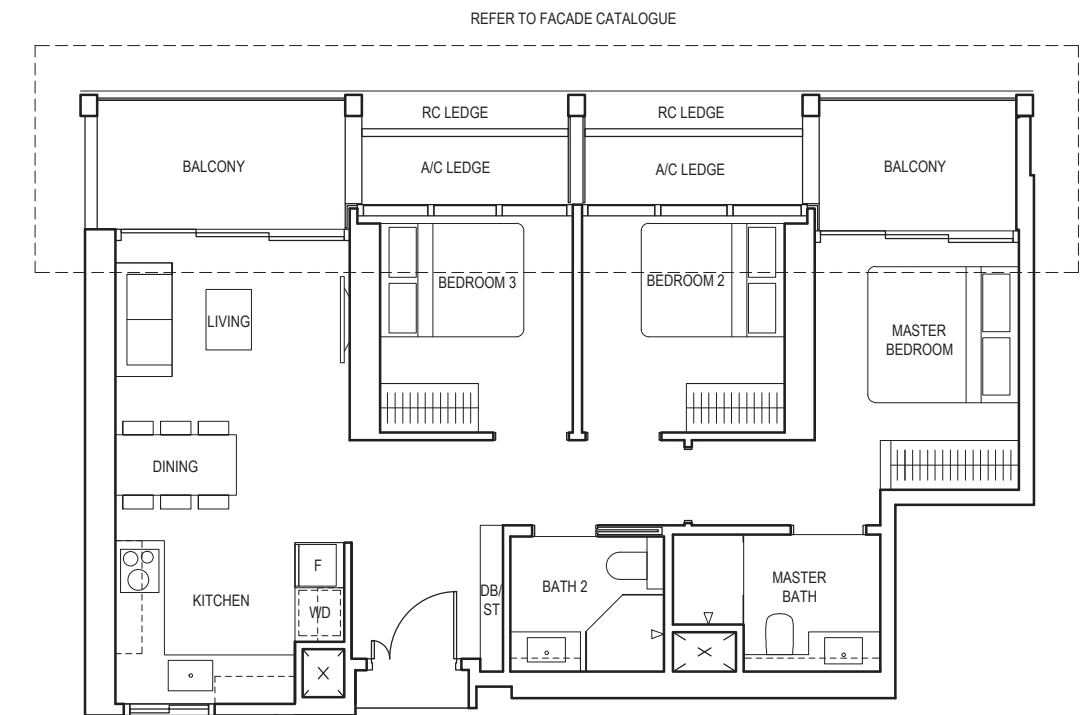 REFER TO FACADE CATALOGUE
RC LEDGE
RC LEDGE
BALCONY
A/C LEDGE
A/C LEDGE
BALCONY
BEDROOM 3
BEDROOM 2
LIVING
MASTER
BEDROOM
DINING
F
KITCHEN
WD
DB/
ST
BATH 2
MASTER
BATH